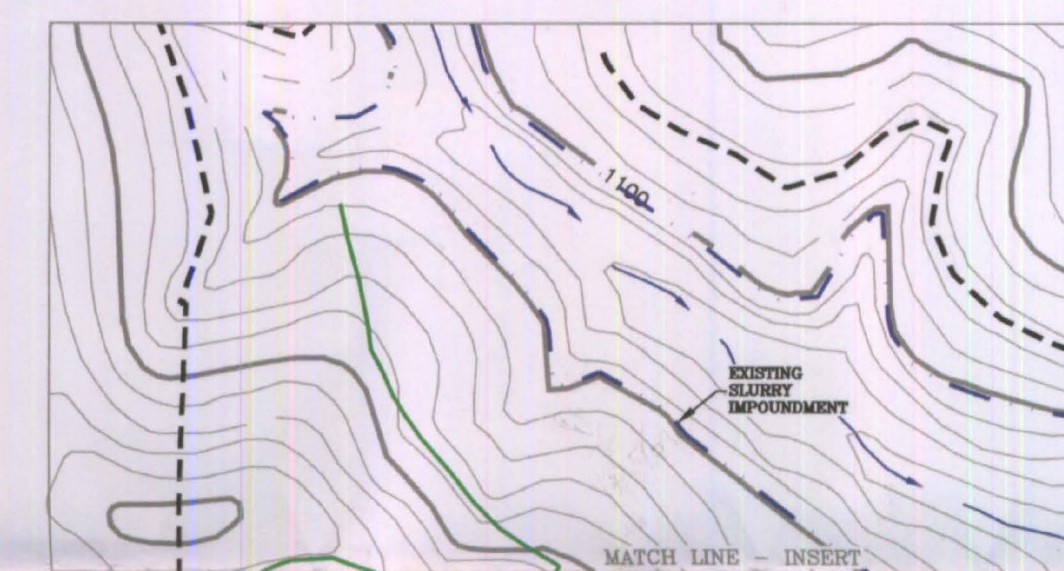 1100
EXISTING
SLURRY
IMPOUNDMENT
MATCH LINE - INSERT